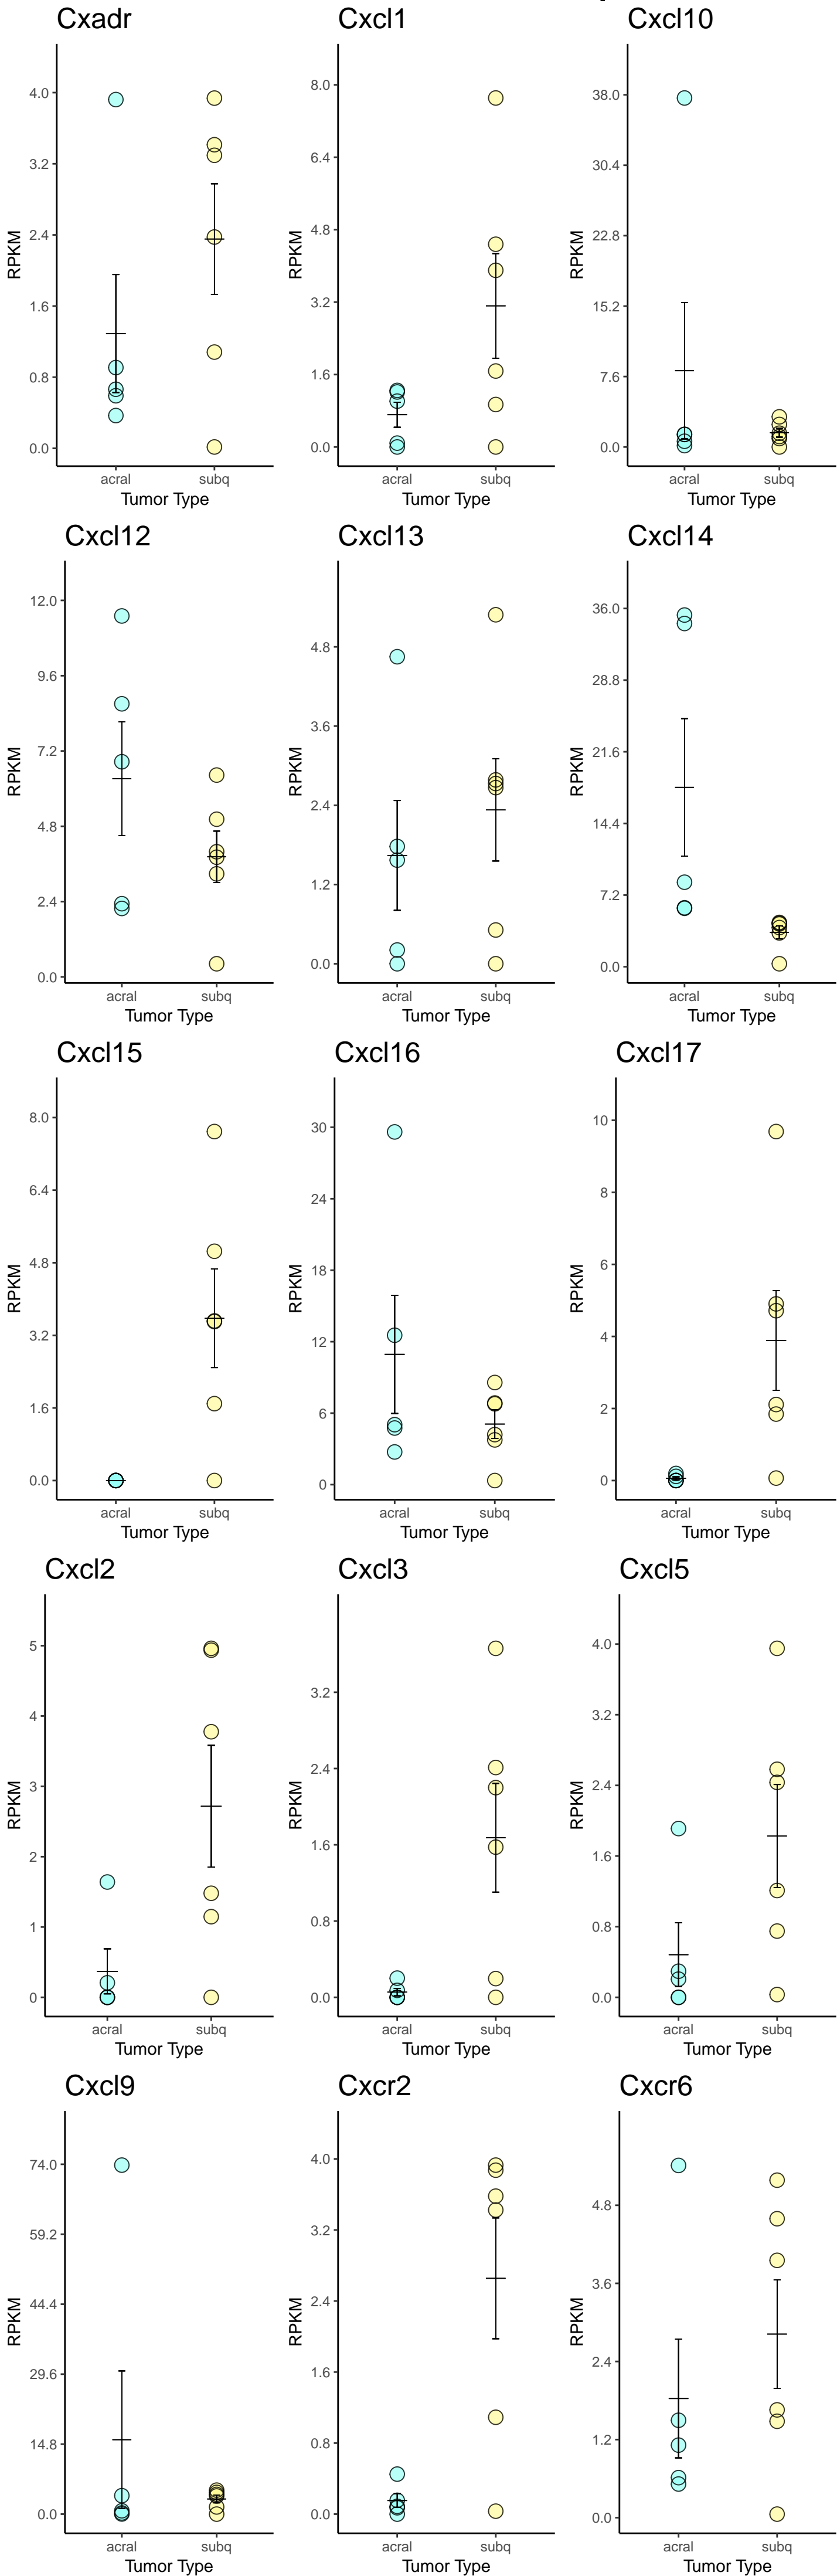 Cxadr
4.0
3.2
2.4
1.6
0.8
0.0
RPKM
acral subq
Tumor Type
Cxcl1
8.0
6.4
4.8
3.2
1.6
0.0
RPKM
acral subq
Tumor Type
Cxcl10
38.0
30.4
22.8
15.2
7.6
0.0
RPKM
acral subq
Tumor Type
Cxcl12
12.0
9.6
7.2
4.8
2.4
0.0
RPKM
acral subq
Tumor Type
Cxcl13
4.8
3.6
2.4
1.2
0.0
RPKM
acral subq
Tumor Type
Cxcl14
36.0
28.8
21.6
14.4
7.2
0.0
RPKM
acral subq
Tumor Type
Cxcl15
8.0
6.4
4.8
3.2
1.6
0.0
RPKM
acral subq
Tumor Type
Cxcl16
30
24
18
12
6
0
RPKM
acral subq
Tumor Type
Cxcl17
10
8
6
4
2
0
RPKM
acral subq
Tumor Type
Cxcl2
5
4
3
2
1
0
RPKM
acral subq
Tumor Type
Cxcl3
3.2
2.4
1.6
0.8
0.0
RPKM
acral subq
Tumor Type
Cxcl5
4.0
3.2
2.4
1.6
0.8
0.0
RPKM
acral subq
Tumor Type
Cxcl9
74.0
59.2
44.4
29.6
14.8
0.0
RPKM
acral subq
Tumor Type
Cxcr2
4.0
3.2
2.4
1.6
0.8
0.0
RPKM
acral subq
Tumor Type
Cxcr6
4.8
3.6
2.4
1.2
0.0
RPKM
acral subq
Tumor Type